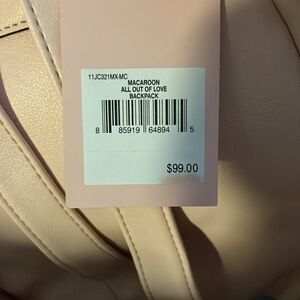 11JC321MX-MC
MACAROON
ALL OUT OF LOVE
BACKPACK
8 85919 64894 5
$99.00